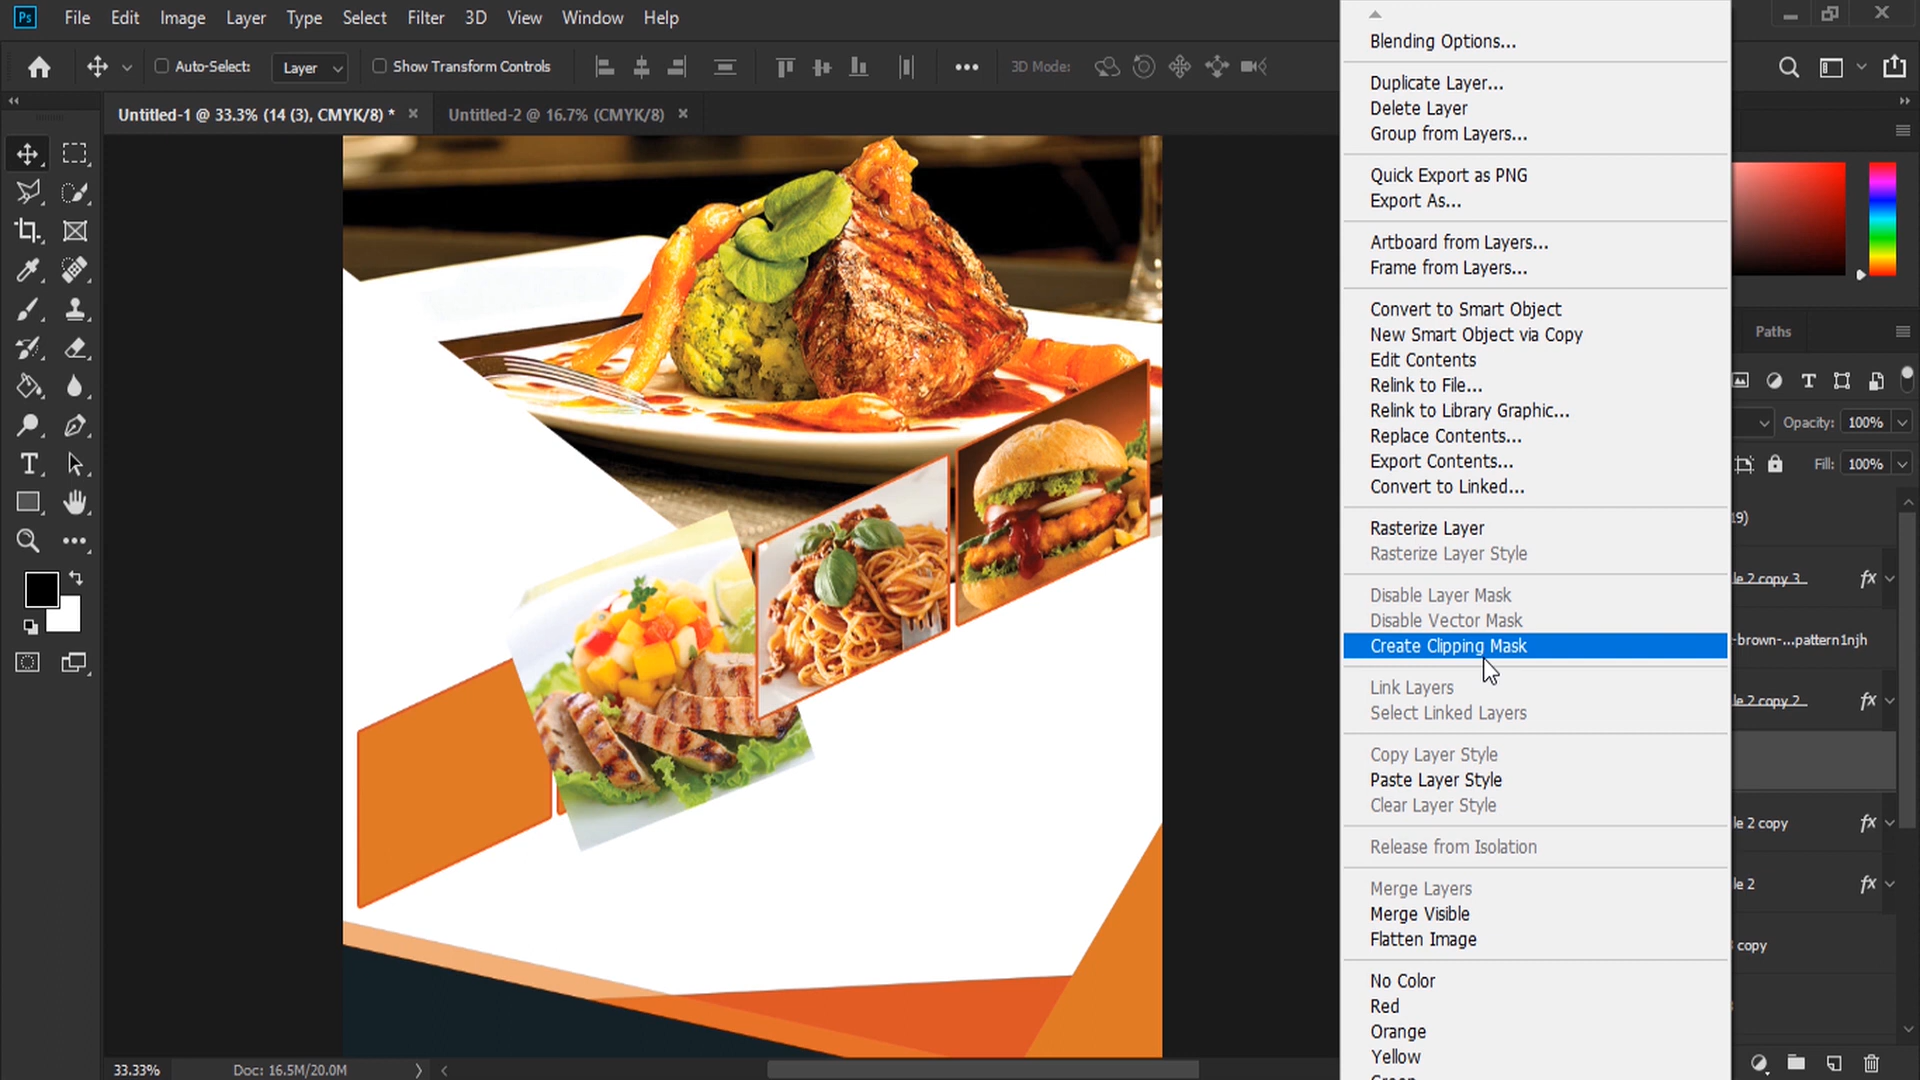 Ps File Edit Image Layer Type Select Filter 3D View Window Help
Auto-Select: Layer Show Transform Controls 3D Mode:
Untitled-1 @ 33.3% (14 (3), CMYK/8) * Untitled-2 @ 16.7% (CMYK/8)
Blending Options...
Duplicate Layer...
Delete Layer
Group from Layers...
Quick Export as PNG
Export As...
Artboard from Layers...
Frame from Layers...
Convert to Smart Object
New Smart Object via Copy
Edit Contents
Relink to File...
Relink to Library Graphic...
Replace Contents...
Export Contents...
Convert to Linked...
Rasterize Layer
Rasterize Layer Style
Disable Layer Mask
Disable Vector Mask
Create Clipping Mask
Link Layers
Select Linked Layers
Copy Layer Style
Paste Layer Style
Clear Layer Style
Release from Isolation
Merge Layers
Merge Visible
Flatten Image
No Color
Red
Orange
Yellow
Paths
Opacity: 100%
Fill: 100%
19)
le 2 copy 3
-brown-...pattern1njh
le 2 copy 2
le 2 copy
le 2
copy
33.33% Doc: 16.5M/20.0M